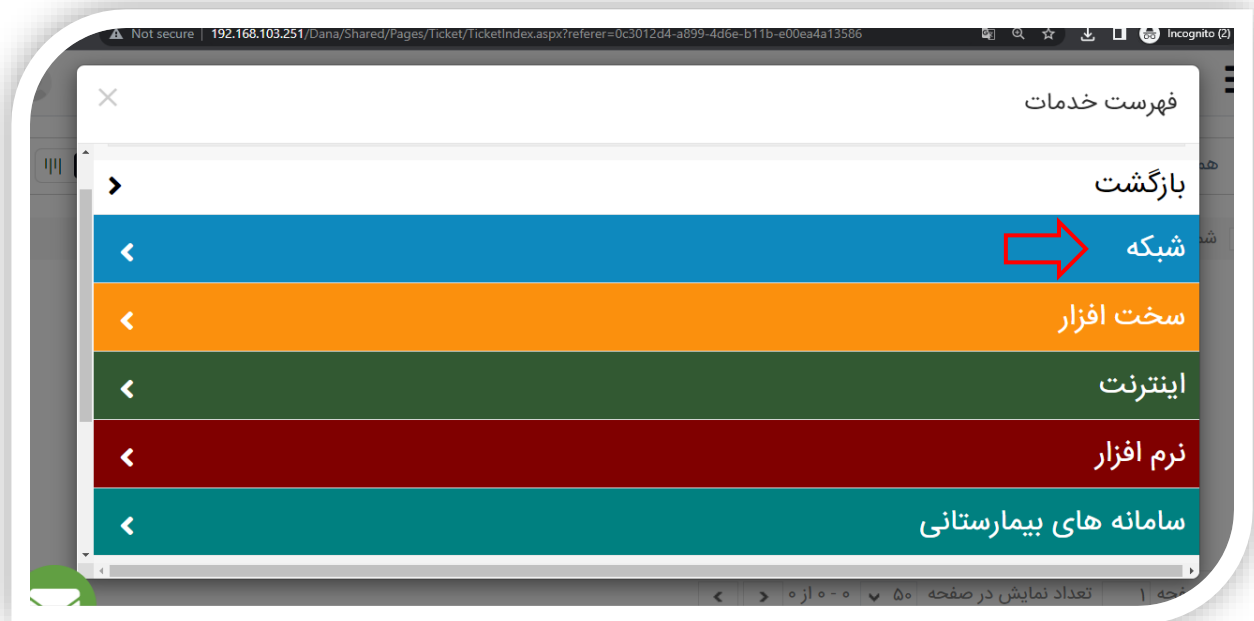 Not secure | 192.168.103.251/Dana/Shared/Pages/Ticket/TicketIndex.aspx?referer=0c3012d4-a899-4d6e-b11b-e00ea4a13586 Incognito (2)
فهرست خدمات
بازگشت
شبکه
سخت افزار
اینترنت
نرم افزار
سامانه های بیمارستانی
۱ تعداد نمایش در صفحه ۵۰ ۰ - ۰ از ۰